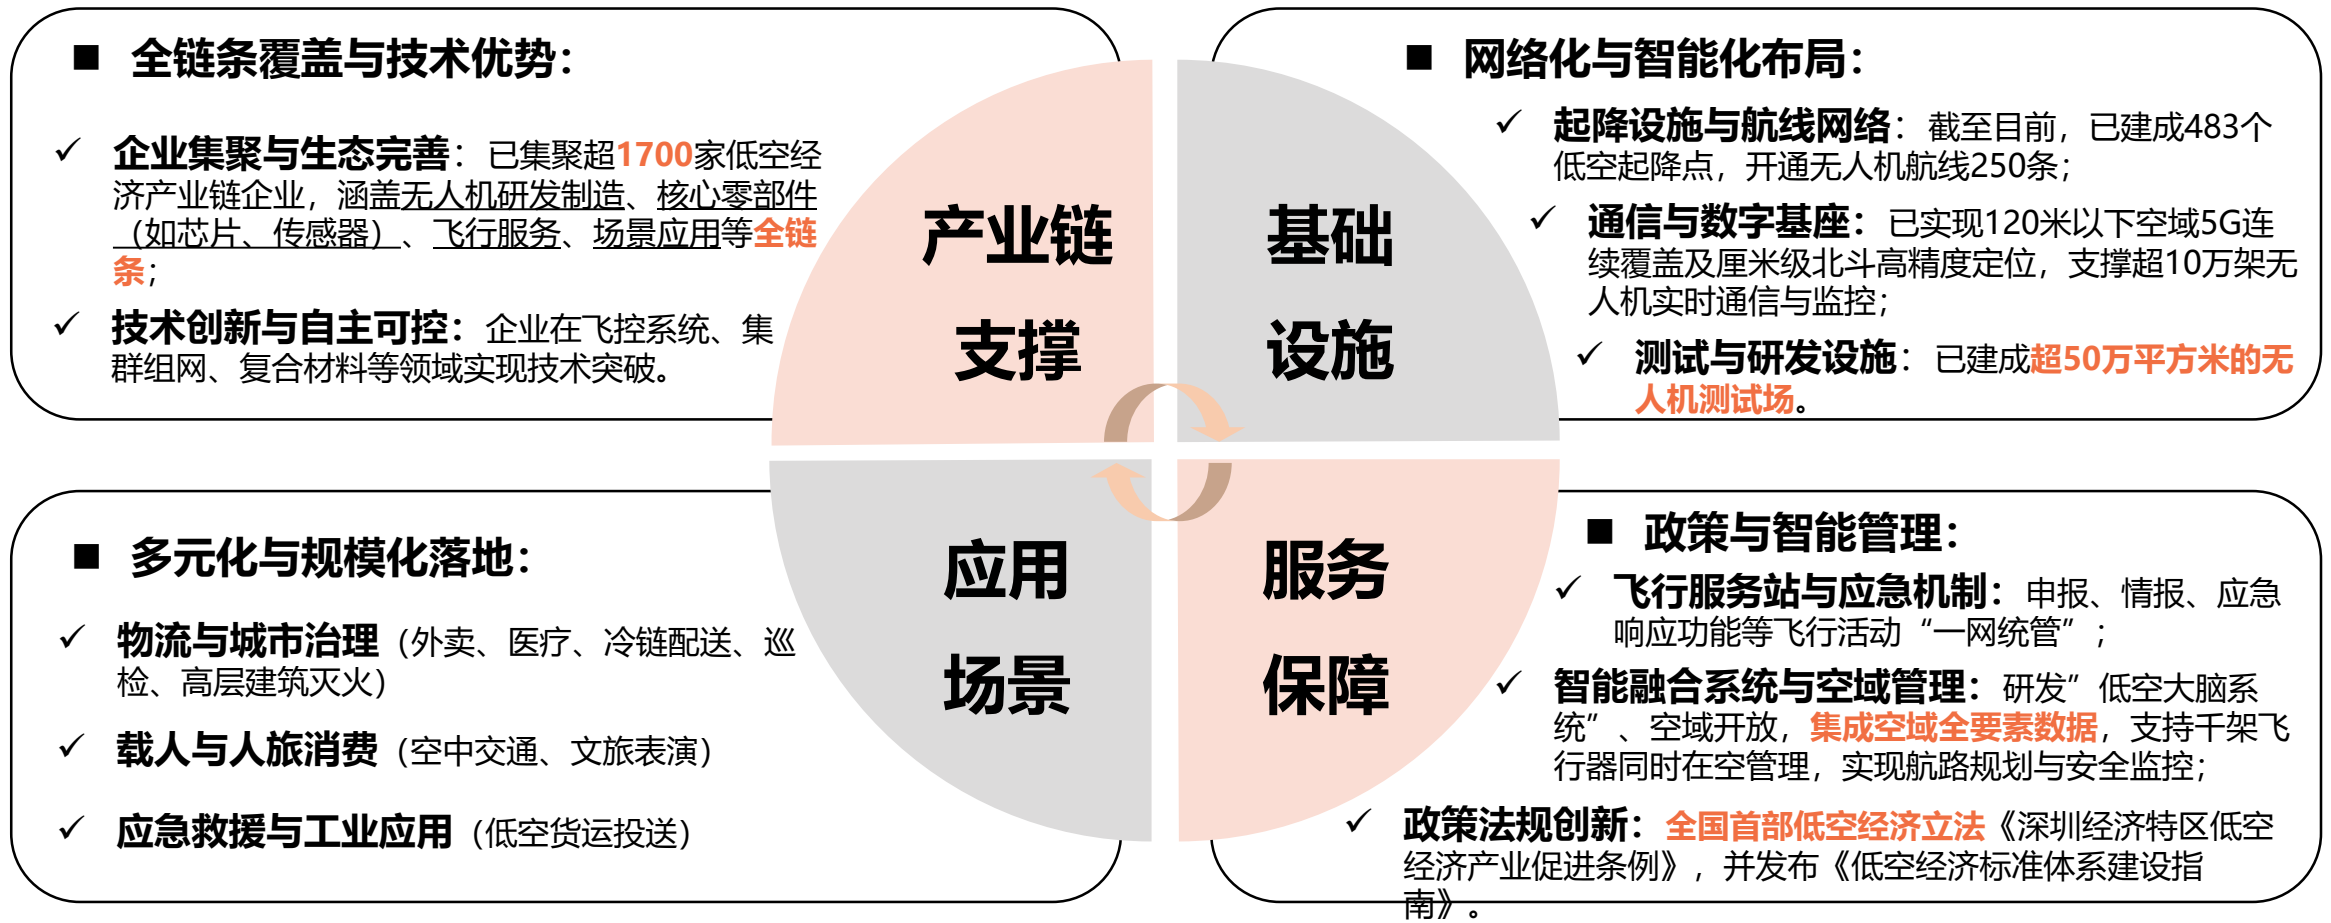 ■ 全链条覆盖与技术优势：
✓ 企业集聚与生态完善：已集聚超1700家低空经
济产业链企业，涵盖无人机研发制造、核心零部件
（如芯片、传感器）、飞行服务、场景应用等全链
条；
✓ 技术创新与自主可控：企业在飞控系统、集
群组网、复合材料等领域实现技术突破。
产业链
支撑
基础
设施
■ 网络化与智能化布局：
✓ 起降设施与航线网络：截至目前，已建成483个
低空起降点，开通无人机航线250条；
✓ 通信与数字基座：已实现120米以下空域5G连
续覆盖及厘米级北斗高精度定位，支撑超10万架无
人机实时通信与监控；
✓ 测试与研发设施：已建成超50万平方米的无
人机测试场。
■ 多元化与规模化落地：
✓ 物流与城市治理（外卖、医疗、冷链配送、巡
检、高层建筑灭火）
✓ 载人与人旅消费（空中交通、文旅表演）
✓ 应急救援与工业应用（低空货运投送）
应用
场景
服务
保障
■ 政策与智能管理：
✓ 飞行服务站与应急机制：申报、情报、应急
响应功能等飞行活动“一网统管”；
✓ 智能融合系统与空域管理：研发”低空大脑系
统”、空域开放，集成空域全要素数据，支持千架飞
行器同时在空管理，实现航路规划与安全监控；
✓ 政策法规创新：全国首部低空经济立法《深圳经济特区低空
经济产业促进条例》，并发布《低空经济标准体系建设指
南》。